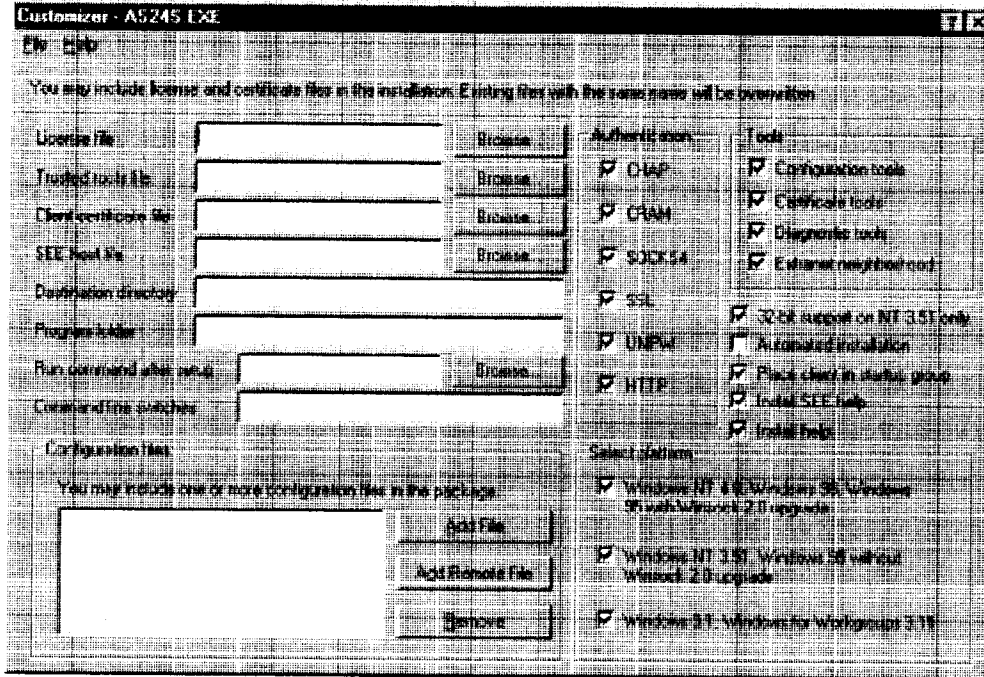 Customizer - AS24S.EXE
File Help
You may include license and certificate files in the installation. Existing files with the same name will be overwritten
License file
Browse...
Trusted roots file
Browse...
Client certificate file
Browse...
SEE host file
Browse...
Destination directory
Program folder
Run command after setup
Browse...
Command line switches
Authentication
CHAP
CRAM
SOCKS4
SSL
UNPW
HTTP
Tools
Configuration tools
Certificate tools
Diagnostic tools
Extranet neighborhood
32-bit support on NT 3.51 only
Automated installation
Place client in startup group
Install SEE help
Install help
Configuration files
You may include one or more configuration files in the package.
Add File
Add Remote File
Remove
Select platform
Windows NT 4.0, Windows 98, Windows
95 with Winsock 2.0 upgrade
Windows NT 3.51, Windows 95 without
Winsock 2.0 upgrade
Windows 3.1, Windows for Workgroups 3.11